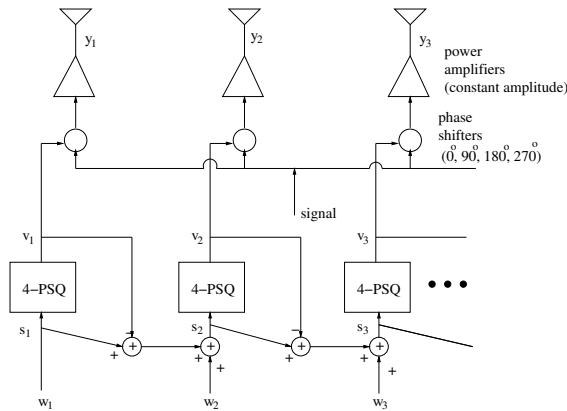 y1
y2
y3
power
amplifiers
(constant amplitude)
phase
shifters
(0°, 90°, 180°, 270°)
signal
v1
v2
v3
4−PSQ
4−PSQ
4−PSQ
s1
−
+
+
s2
+
+
−
+
+
s3
+
+
w1
w2
w3